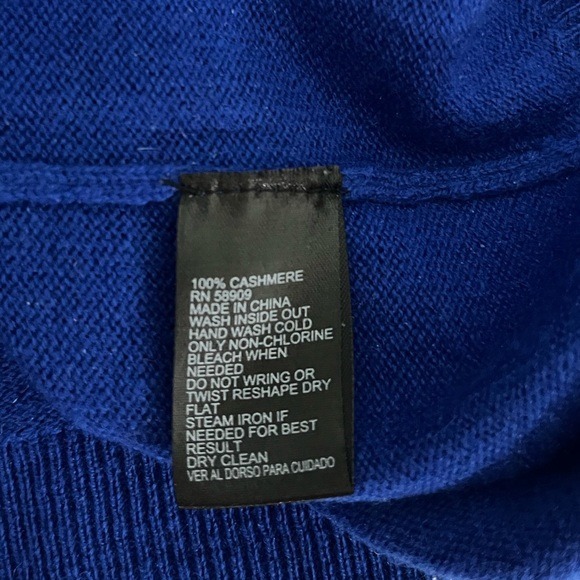 100% CASHMERE
RN 58909
MADE IN CHINA
WASH INSIDE OUT
HAND WASH COLD
ONLY NON-CHLORINE
BLEACH WHEN
NEEDED
DO NOT WRING OR
TWIST RESHAPE DRY
FLAT
STEAM IRON IF
NEEDED FOR BEST
RESULT
DRY CLEAN
VER AL DORSO PARA CUIDADO